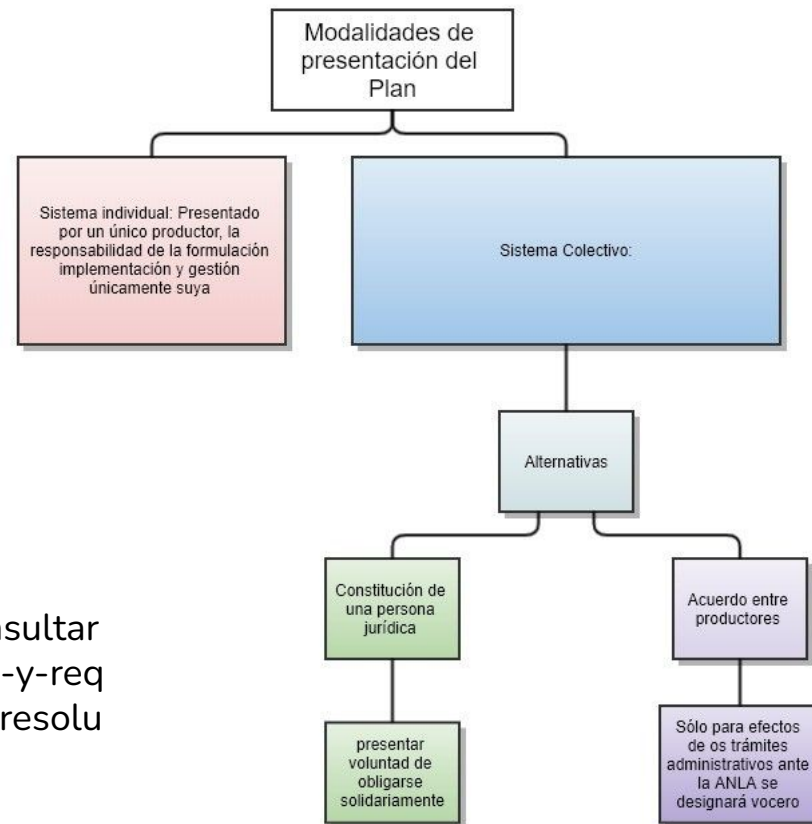 Modalidades de
presentación del
Plan
Sistema individual: Presentado
por un único productor, la
responsabilidad de la formulación
implementación y gestión
únicamente suya
Sistema Colectivo:
Alternativas
Constitución de
una persona
jurídica
Acuerdo entre
productores
presentar
voluntad de
obligarse
solidariamente
Sólo para efectos
de os trámites
administrativos ante
la ANLA se
designará vocero
nsultar
-y-req
resolu